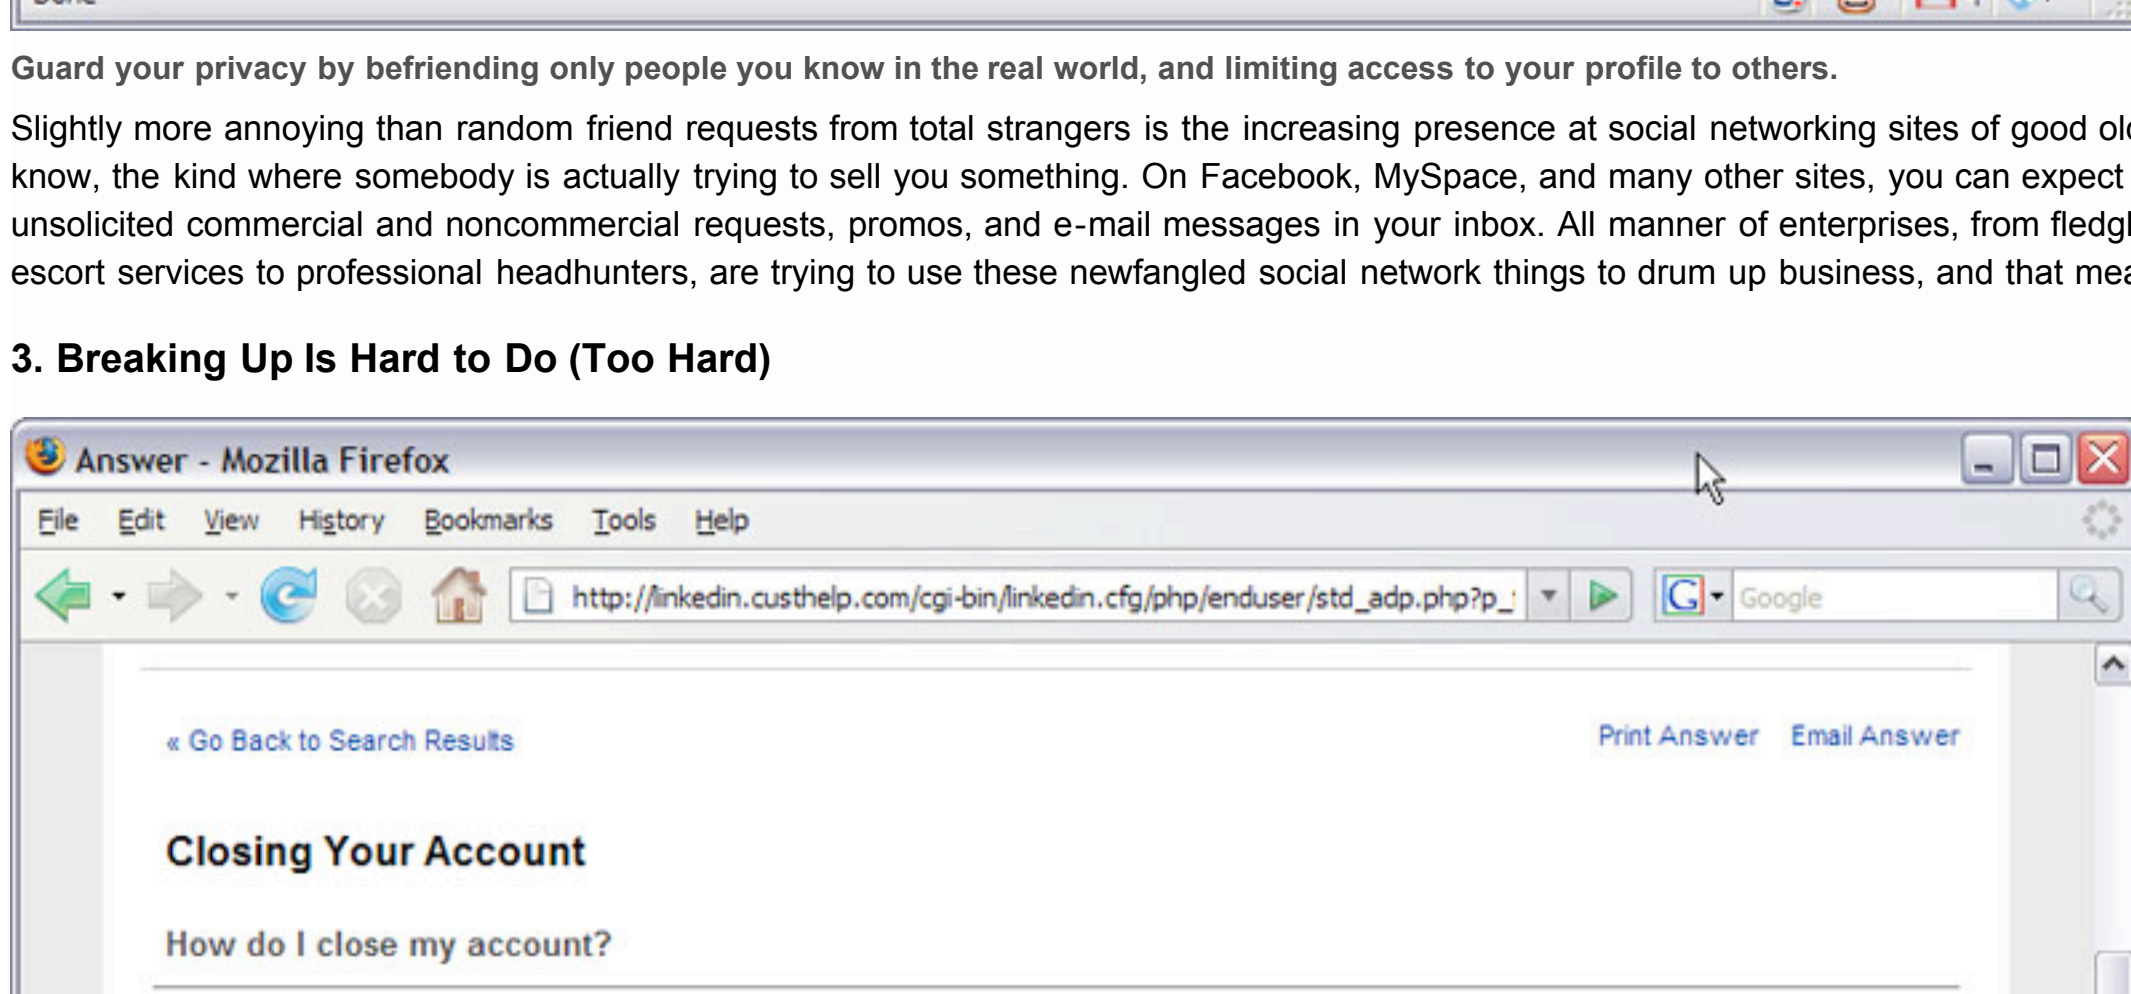 Guard your privacy by befriending only people you know in the real world, and limiting access to your profile to others.
Slightly more annoying than random friend requests from total strangers is the increasing presence at social networking sites of good
know, the kind where somebody is actually trying to sell you something. On Facebook, MySpace, and many other sites, you can expect
unsolicited commercial and noncommercial requests, promos, and e-mail messages in your inbox. All manner of enterprises, from
escort services to professional headhunters, are trying to use these newfangled social network things to drum up business, and that
3. Breaking Up Is Hard to Do (Too Hard)
Answer - Mozilla Firefox
File Edit View History Bookmarks Tools Help
http://linkedin.custhelp.com/cgi-bin/linkedin.cfg/php/enduser/std_adp.php?p_ Google
« Go Back to Search Results Print Answer Email Answer
Closing Your Account
How do I close my account?